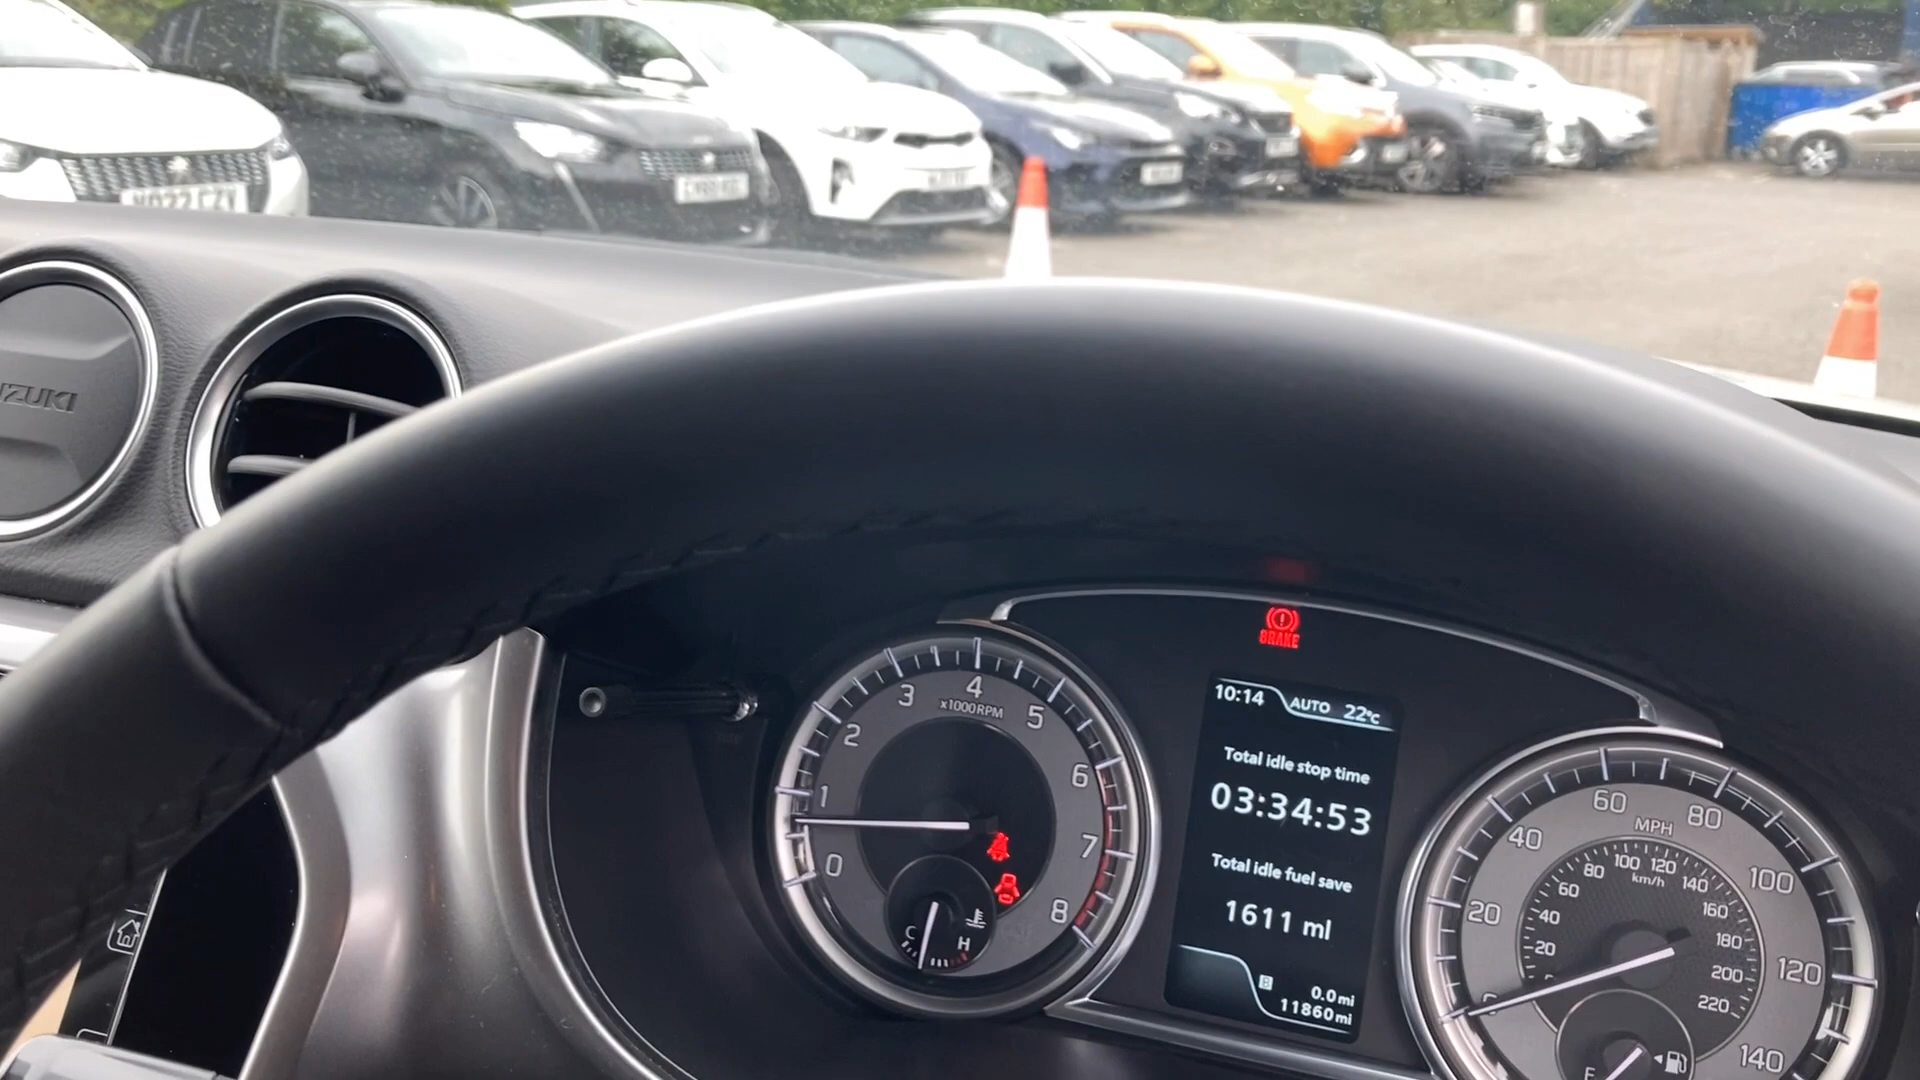 ZUKI
BRAKE
10:14 AUTO 22°C
Total idle stop time
03:34:53
Total idle fuel save
1611 ml
B 0.0mi
11860mi
0 1 2 3 4 5 6 7 8
x1000RPM
C H
0 20 40 60 80 100 120 140
MPH
20 40 60 80 100 120 140 160 180 200 220
km/h
F